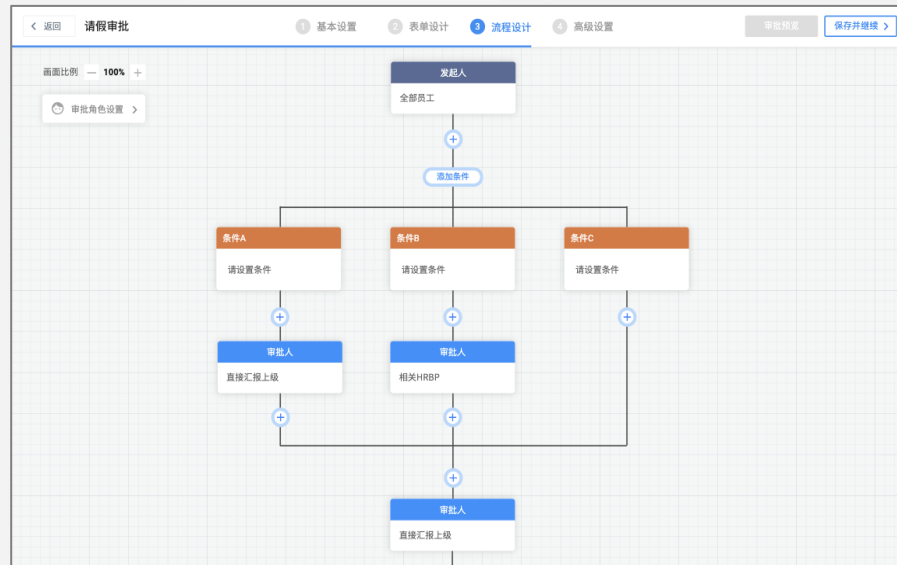 返回
请假审批
1 基本设置
2 表单设计
3 流程设计
4 高级设置
审批预览
保存并继续
画面比例 — 100% +
审批角色设置
发起人
全部员工
+
添加条件
条件A
请设置条件
条件B
请设置条件
条件C
请设置条件
+
+
+
审批人
直接汇报上级
审批人
相关HRBP
+
+
+
审批人
直接汇报上级